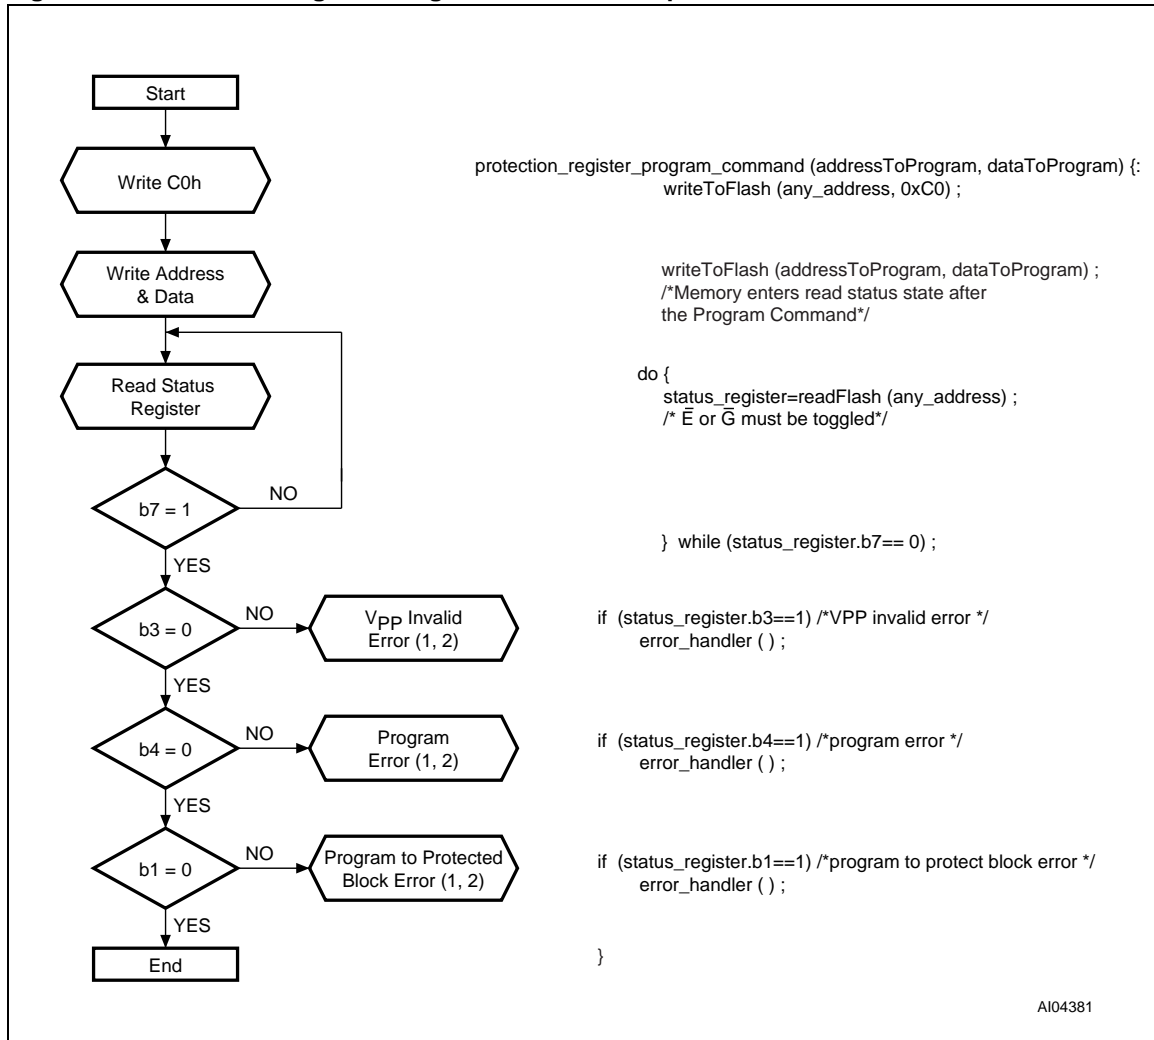 Start
Write C0h
protection_register_program_command (addressToProgram, dataToProgram) {:
writeToFlash (any_address, 0xC0) ;
Write Address
& Data
writeToFlash (addressToProgram, dataToProgram) ;
/*Memory enters read status state after
the Program Command*/
Read Status
Register
do {
status_register=readFlash (any_address) ;
/* E̅ or G̅ must be toggled*/
b7 = 1
NO
YES
} while (status_register.b7== 0) ;
b3 = 0
NO
YES
VPP Invalid
Error (1, 2)
if (status_register.b3==1) /*VPP invalid error */
error_handler ( ) ;
b4 = 0
NO
YES
Program
Error (1, 2)
if (status_register.b4==1) /*program error */
error_handler ( ) ;
b1 = 0
NO
YES
Program to Protected
Block Error (1, 2)
if (status_register.b1==1) /*program to protect block error */
error_handler ( ) ;
End
}
AI04381